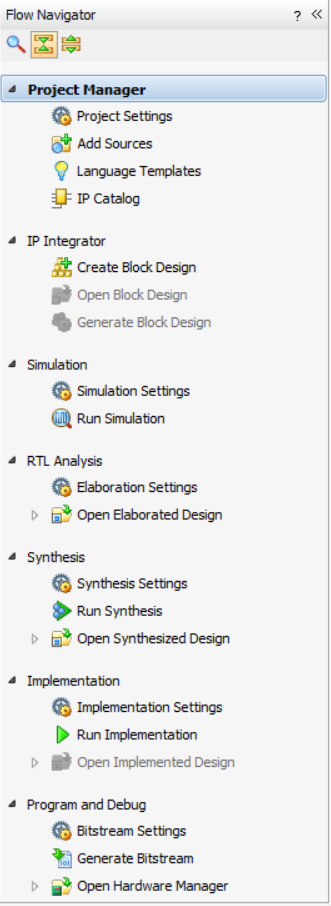 Flow Navigator ? «
Project Manager
Project Settings
Add Sources
Language Templates
IP Catalog
IP Integrator
Create Block Design
Open Block Design
Generate Block Design
Simulation
Simulation Settings
Run Simulation
RTL Analysis
Elaboration Settings
Open Elaborated Design
Synthesis
Synthesis Settings
Run Synthesis
Open Synthesized Design
Implementation
Implementation Settings
Run Implementation
Open Implemented Design
Program and Debug
Bitstream Settings
Generate Bitstream
Open Hardware Manager